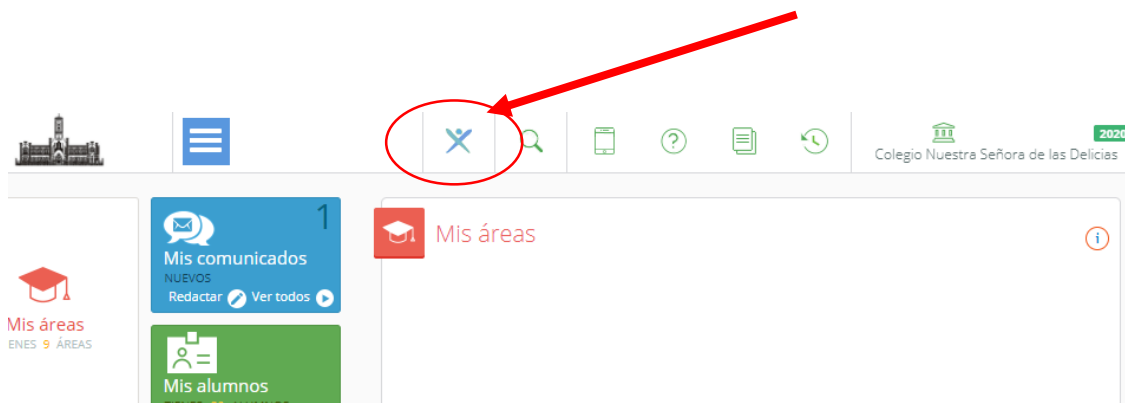 2020
Colegio Nuestra Señora de las Delicias
1
Mis comunicados
NUEVOS
Redactar Ver todos
Mis áreas
i
Mis áreas
ENES 9 ÁREAS
Mis alumnos